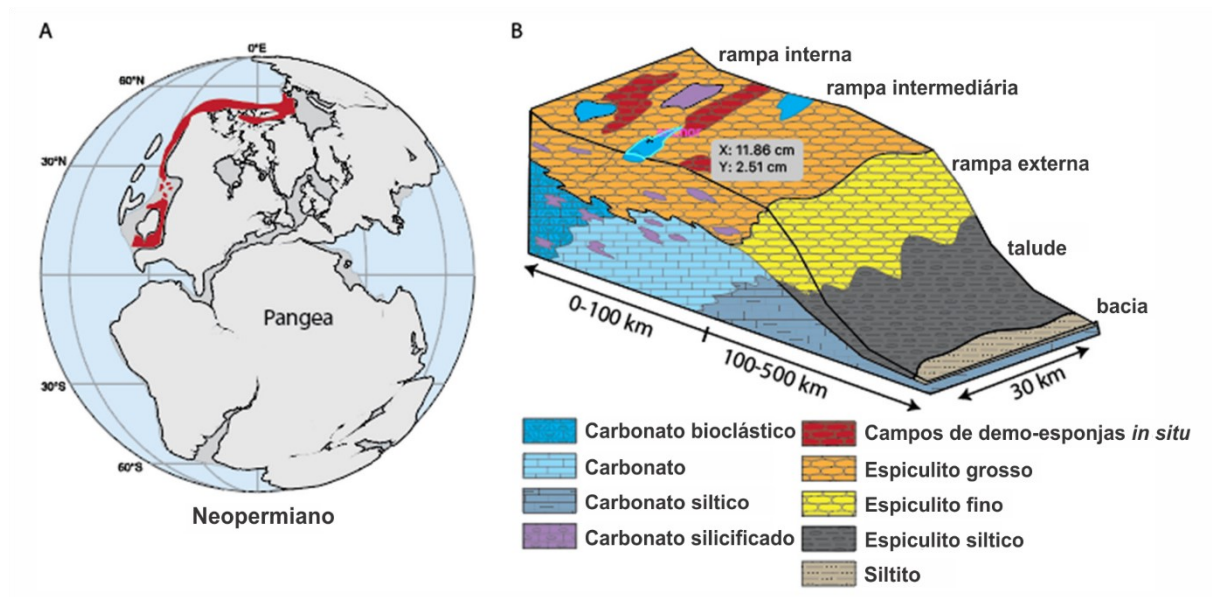 A
0°E
60°N
30°N
Pangea
30°S
60°S
Neopermiano
B
rampa interna
rampa intermediária
rampa externa
talude
bacia
X: 11.86 cm
Y: 2.51 cm
0-100 km
100-500 km
30 km
Carbonato bioclástico
Carbonato
Carbonato siltico
Carbonato silicificado
Campos de demo-esponjas in situ
Espiculito grosso
Espiculito fino
Espiculito siltico
Siltito